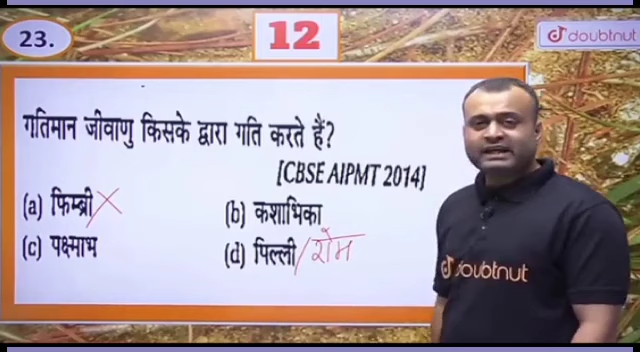 23.
12
doubtnut
गतिमान जीवाणु किसके द्वारा गति करते हैं?
[CBSE AIPMT 2014]
(a) फिम्ब्री
(b) कशाभिका
(c) पक्ष्माभ
(d) पिल्ली/रोम
doubtnut